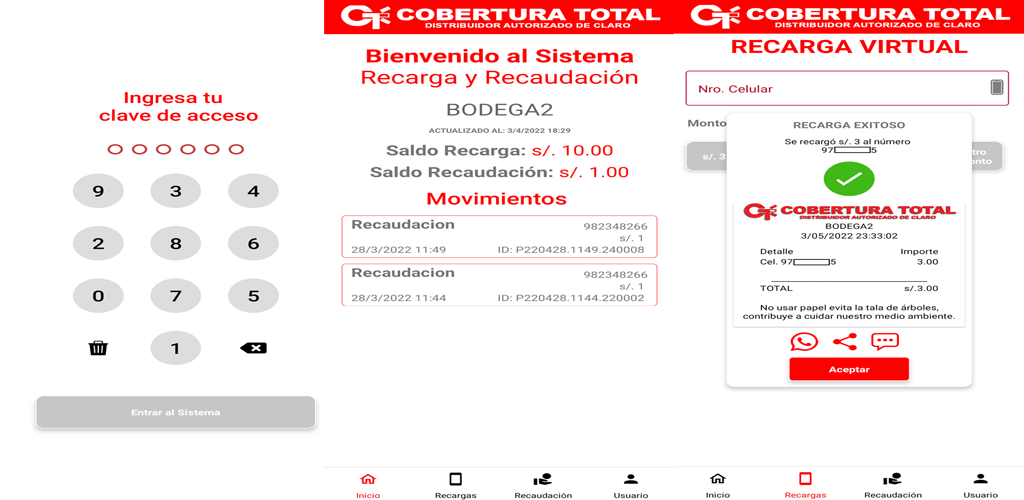 Ingresa tu
clave de acceso
9 3 4
2 8 6
0 7 5
1
Entrar al Sistema
COBERTURA TOTAL
DISTRIBUIDOR AUTORIZADO DE CLARO
Bienvenido al Sistema
Recarga y Recaudación
BODEGA2
ACTUALIZADO AL: 3/4/2022 18:29
Saldo Recarga: s/. 10.00
Saldo Recaudación: s/. 1.00
Movimientos
Recaudacion 982348266
s/. 1
28/3/2022 11:49 ID: P220428.1149.240008
Recaudacion 982348266
s/. 1
28/3/2022 11:44 ID: P220428.1144.220002
Inicio Recargas Recaudación Usuario
COBERTURA TOTAL
DISTRIBUIDOR AUTORIZADO DE CLARO
RECARGA VIRTUAL
Nro. Celular
Monto
s/. 3
RECARGA EXITOSO
Se recargó s/. 3 al número
97 5
COBERTURA TOTAL
DISTRIBUIDOR AUTORIZADO DE CLARO
BODEGA2
3/05/2022 23:33:02
Detalle Importe
Cel. 97 5 3.00
TOTAL s/.3.00
No usar papel evita la tala de árboles,
contribuye a cuidar nuestro medio ambiente.
Aceptar
Inicio Recargas Recaudación Usuario